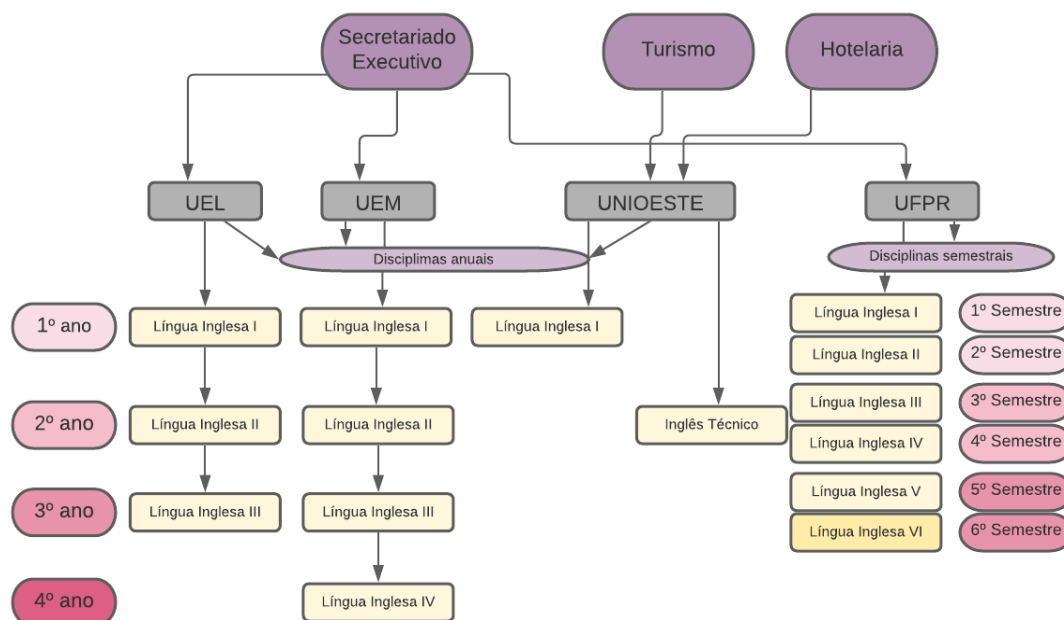 Secretariado
Executivo
Turismo
Hotelaria
UEL
UEM
UNIOESTE
UFPR
Disciplimas anuais
Disciplinas semestrais
1º ano
Língua Inglesa I
Língua Inglesa I
Língua Inglesa I
Língua Inglesa I
1º Semestre
Língua Inglesa II
2º Semestre
2º ano
Língua Inglesa II
Língua Inglesa II
Inglês Técnico
Língua Inglesa III
3º Semestre
Língua Inglesa IV
4º Semestre
3º ano
Língua Inglesa III
Língua Inglesa III
Língua Inglesa V
5º Semestre
Língua Inglesa VI
6º Semestre
4º ano
Língua Inglesa IV